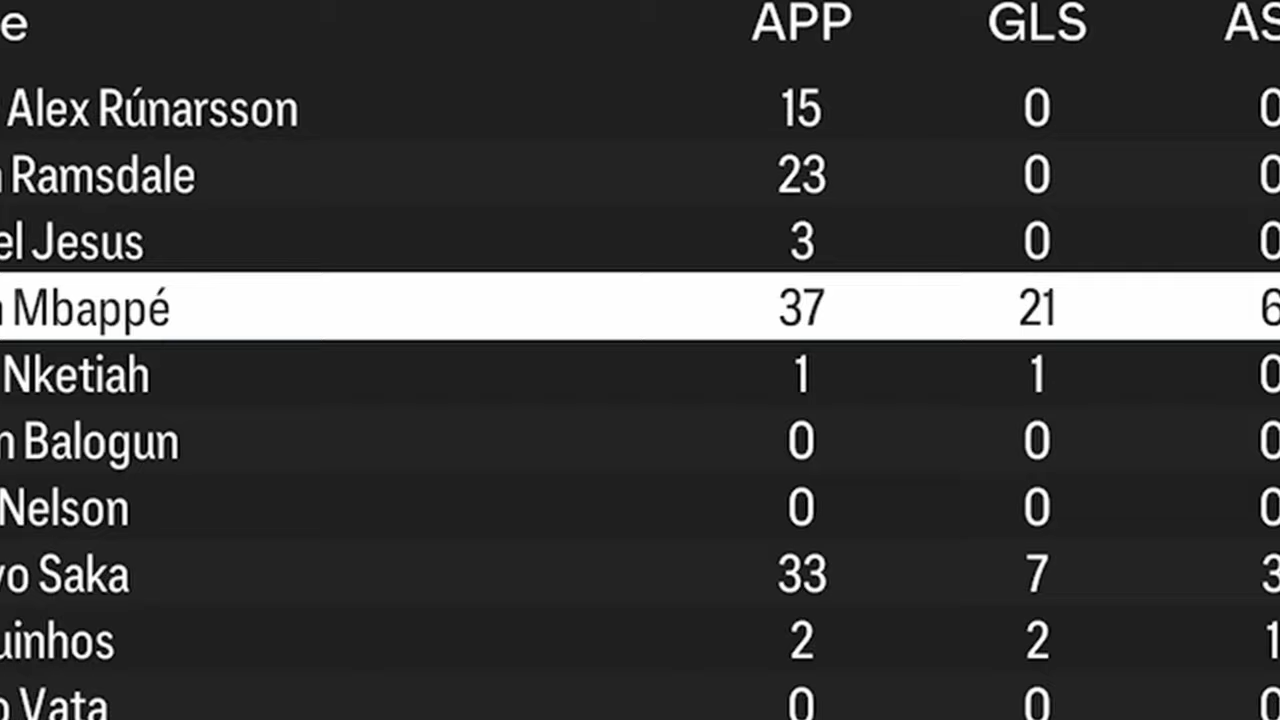 e APP GLS AS
Alex Rúnarsson 15 0 0
Ramsdale 23 0 0
el Jesus 3 0 0
Mbappé 37 21 6
Nketiah 1 1 0
n Balogun 0 0 0
Nelson 0 0 0
yo Saka 33 7 3
uinhos 2 2 1
o Vata 0 0 0